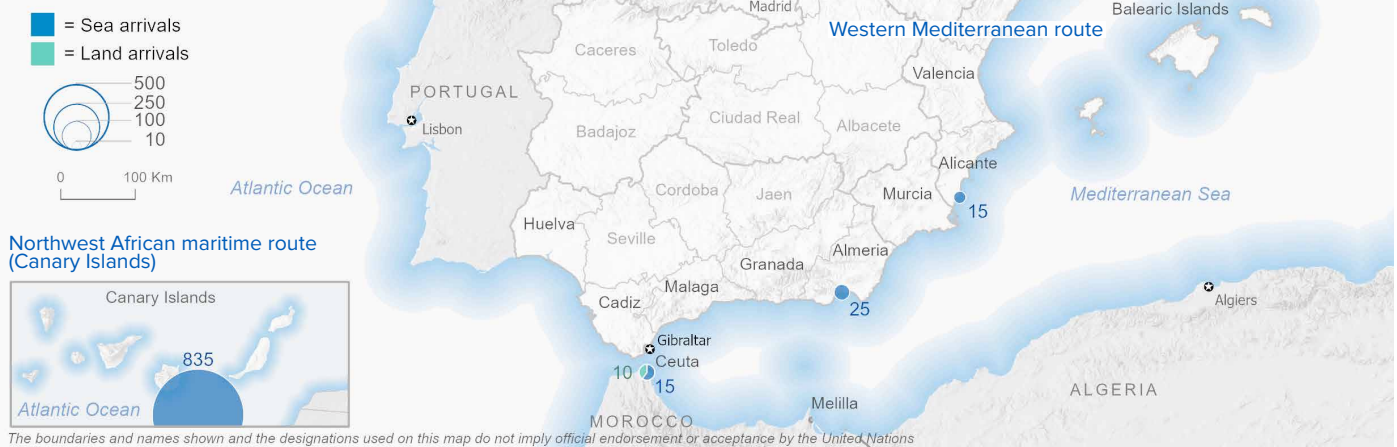 Madrid
Balearic Islands
= Sea arrivals
Western Mediterranean route
= Land arrivals
Caceres
Toledo
Valencia
500
250
100
10
PORTUGAL
Lisbon
Badajoz
Ciudad Real
Albacete
Alicante
0
100 Km
Atlantic Ocean
Cordoba
Jaen
Murcia
Mediterranean Sea
15
Huelva
Seville
Almeria
Northwest African maritime route
(Canary Islands)
Granada
Malaga
Cadiz
25
Algiers
Canary Islands
Gibraltar
Ceuta
10
15
835
Atlantic Ocean
Melilla
ALGERIA
MOROCCO
The boundaries and names shown and the designations used on this map do not imply official endorsement or acceptance by the United Nations